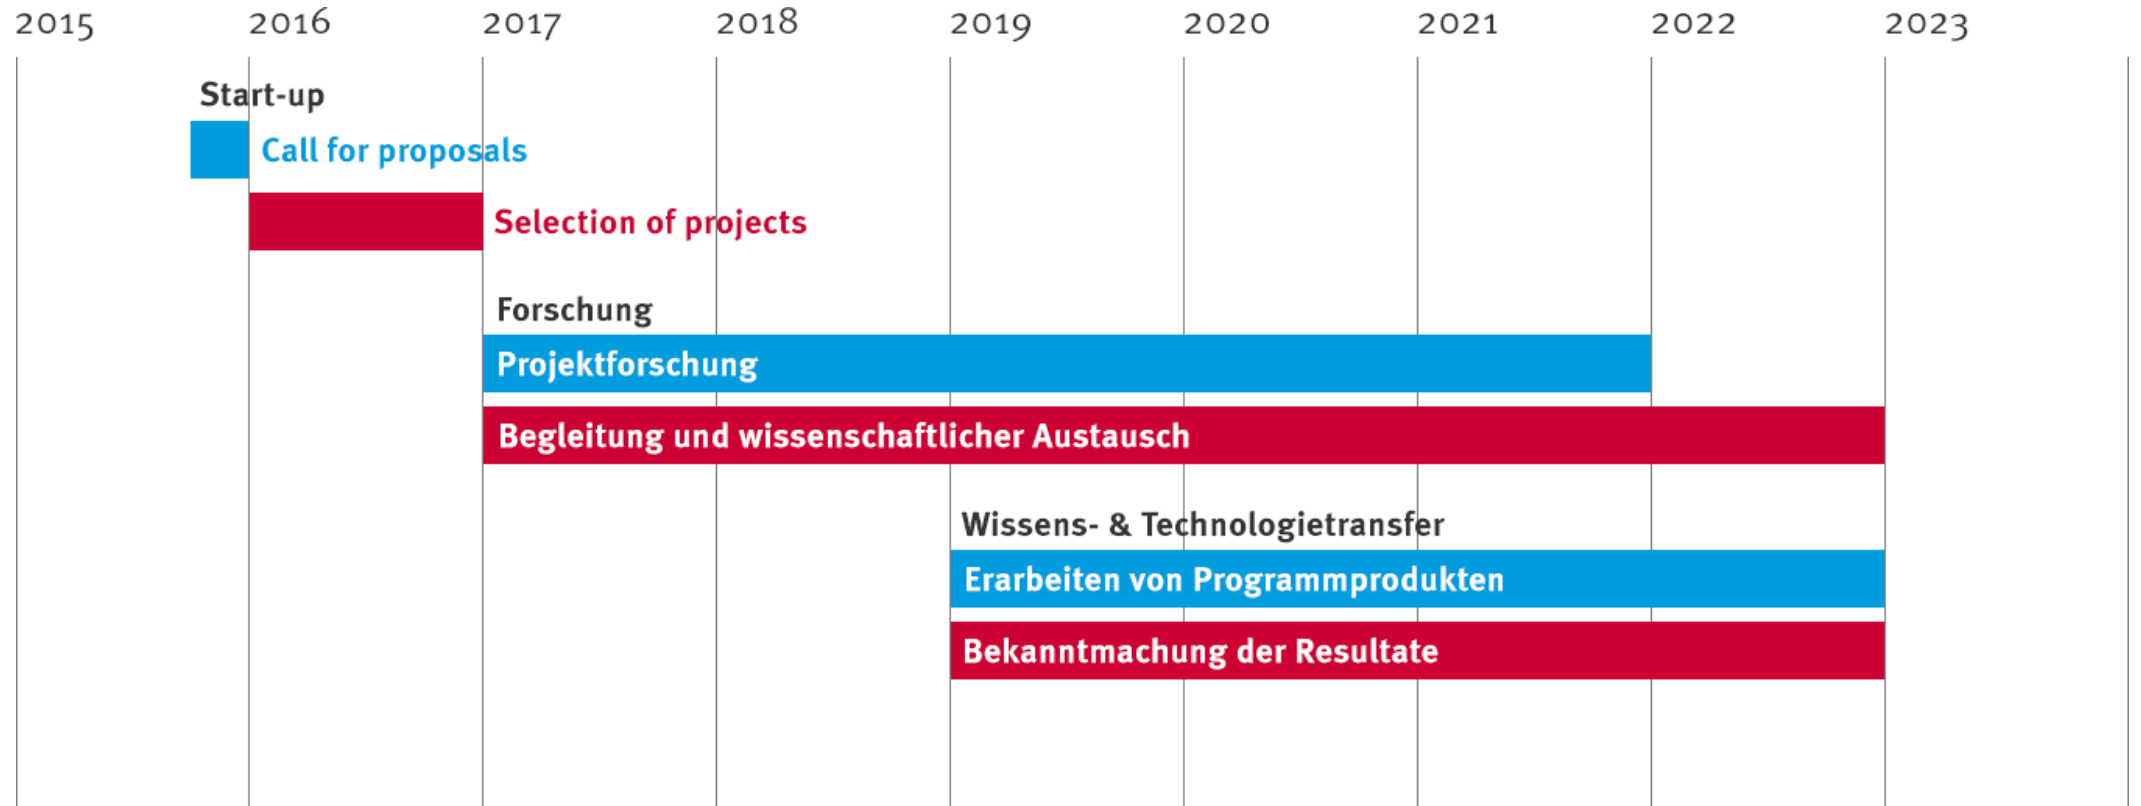 2015 2016 2017 2018 2019 2020 2021 2022 2023
Start-up
Call for proposals
Selection of projects
Forschung
Projektforschung
Begleitung und wissenschaftlicher Austausch
Wissens- & Technologietransfer
Erarbeiten von Programmprodukten
Bekanntmachung der Resultate